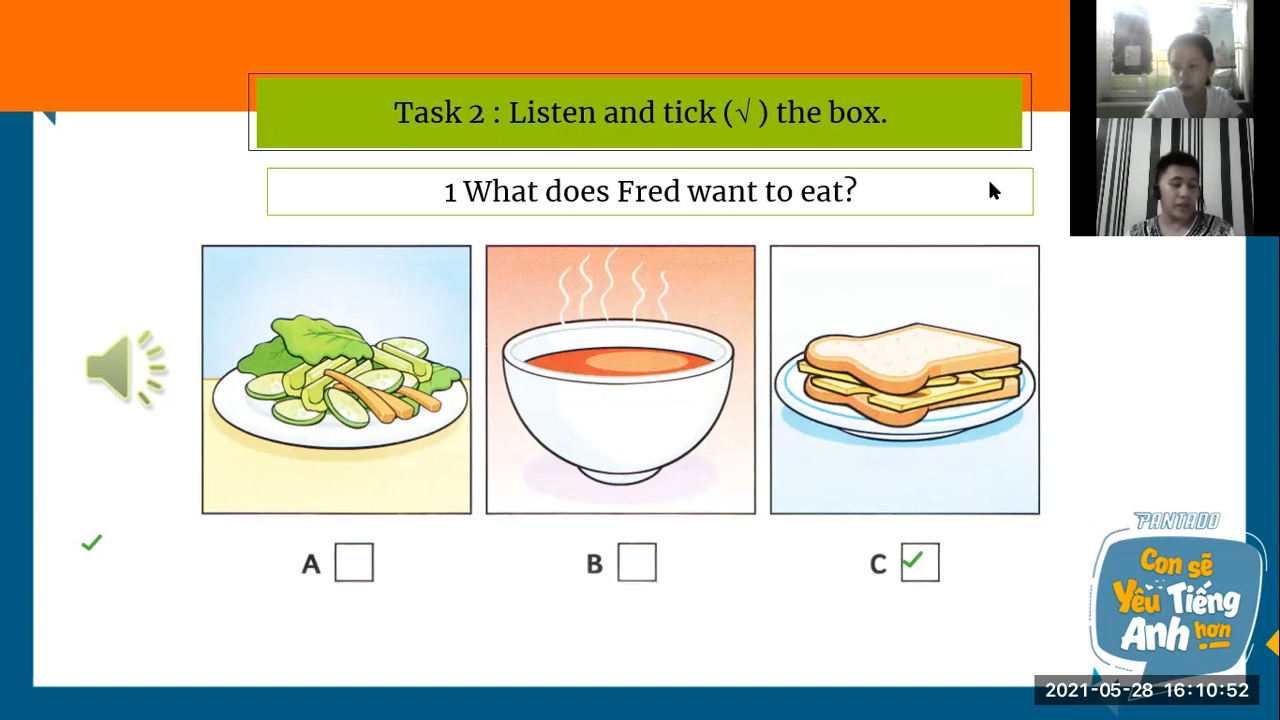 Task 2 : Listen and tick (√ ) the box.
1 What does Fred want to eat?
A
B
C
PANTADO
Con sẽ
Yêu Tiếng
Anh hơn
2021-05-28 16:10:52